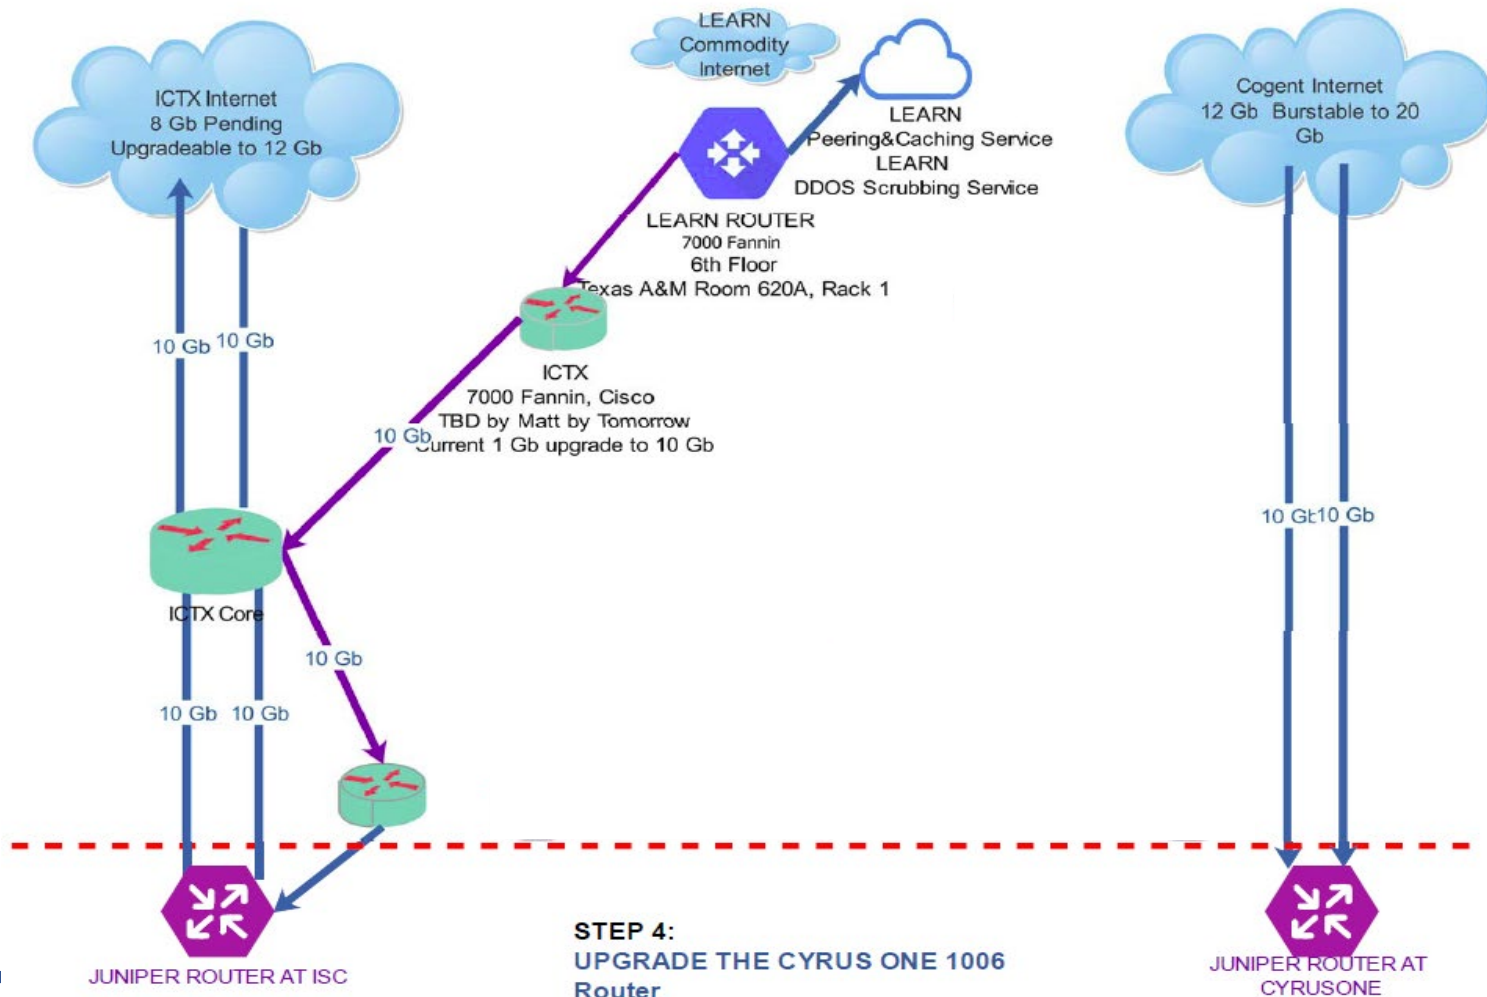 LEARN
Commodity
Internet
ICTX Internet
8 Gb Pending
Upgradeable to 12 Gb
LEARN
Peering&Caching Service
LEARN
DDOS Scrubbing Service
Cogent Internet
12 Gb Burstable to 20
Gb
LEARN ROUTER
7000 Fannin
6th Floor
Texas A&M Room 620A, Rack 1
10 Gb
10 Gb
ICTX
7000 Fannin, Cisco
TBD by Matt by Tomorrow
Current 1 Gb upgrade to 10 Gb
10 Gb
10 Gb
10 Gb
ICTX Core
10 Gb
10 Gb
10 Gb
STEP 4:
UPGRADE THE CYRUS ONE 1006
Router
JUNIPER ROUTER AT ISC
JUNIPER ROUTER AT
CYRUSONE